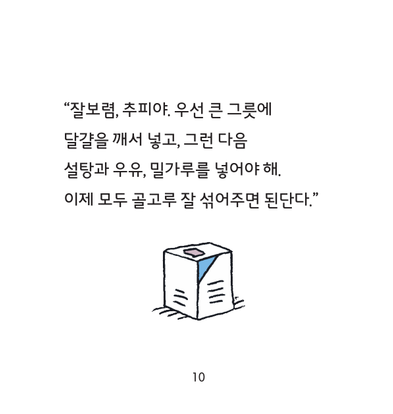 “잘보렴, 추피야. 우선 큰 그릇에
달걀을 깨서 넣고, 그런 다음
설탕과 우유, 밀가루를 넣어야 해.
이제 모두 골고루 잘 섞어주면 된단다.”
10